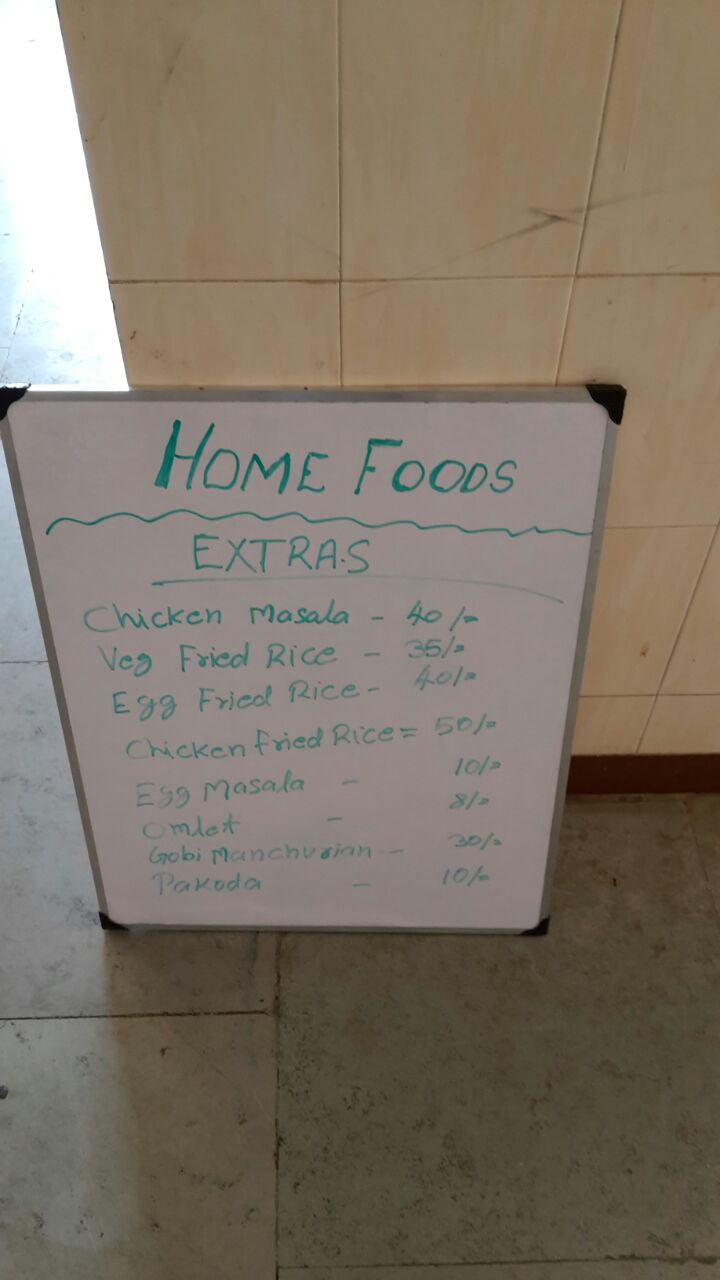 HOME FOODS
EXTRAS
Chicken Masala - 40/=
Veg Fried Rice - 35/=
Egg Fried Rice - 40/=
Chicken Fried Rice = 50/=
Egg Masala - 10/=
Omlet - 8/=
Gobi Manchurian - 30/=
Pakoda - 10/=